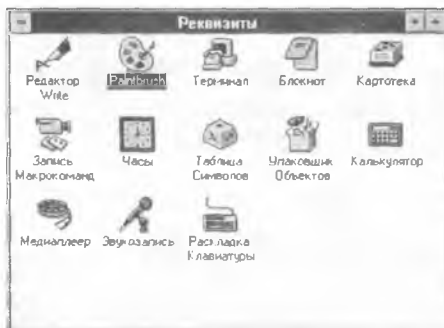 Реквизиты
Редактор Write
Paintbrush
Терминал
Блокнот
Картотека
Запись Макрокоманд
Часы
Таблица Символов
Упаковщик Объектов
Калькулятор
Медиаплеер
Звукозапись
Раскладка Клавиатуры